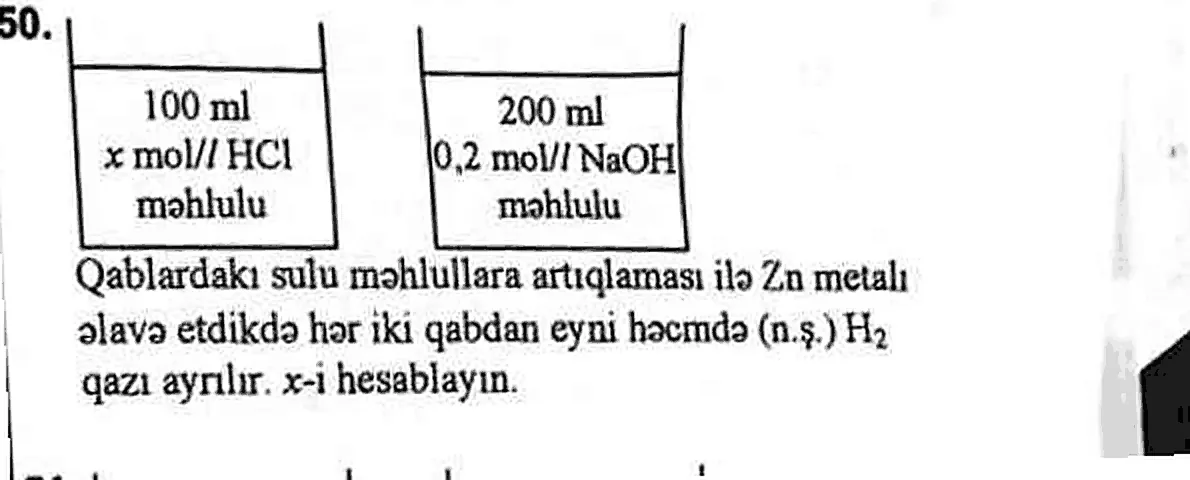 50.
100 ml
x mol/l HCl
məhlulu
200 ml
0,2 mol/l NaOH
məhlulu
Qablardakı sulu məhlullara artıqlaması ilə Zn metalı
əlavə etdikdə hər iki qabdan eyni həcmdə (n.ş.) H₂
qazı ayrılır. x-i hesablayın.